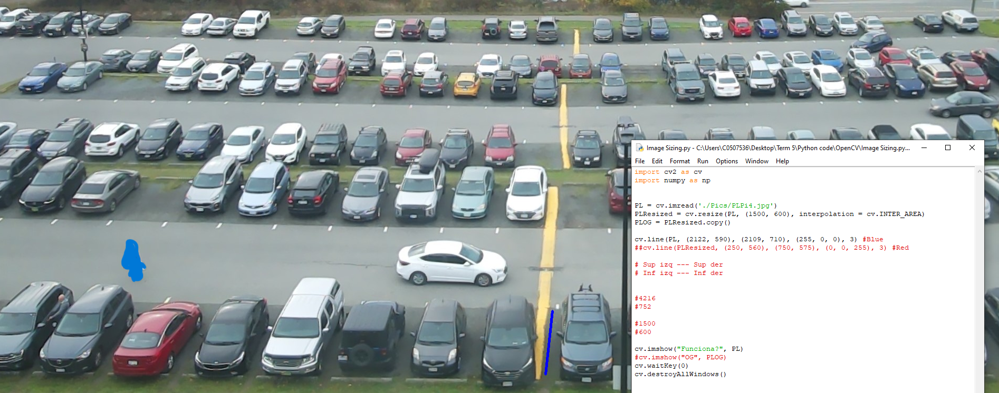 Image Sizing.py - C:\Users\C0507536\Desktop\Term 5\Python code\OpenCV\Image Sizing.py...
File Edit Format Run Options Window Help
import cv2 as cv
import numpy as np
PL = cv.imread('./Pics/PLPi4.jpg')
PLResized = cv.resize(PL, (1500, 600), interpolation = cv.INTER_AREA)
PLOG = PLResized.copy()
cv.line(PL, (2122, 590), (2109, 710), (255, 0, 0), 3) #Blue
##cv.line(PLResized, (250, 560), (750, 575), (0, 0, 255), 3) #Red
# Sup izq --- Sup der
# Inf izq --- Inf der
#4216
#752
#1500
#600
cv.imshow("Funciona?", PL)
#cv.imshow("OG", PLOG)
cv.waitKey(0)
cv.destroyAllWindows()